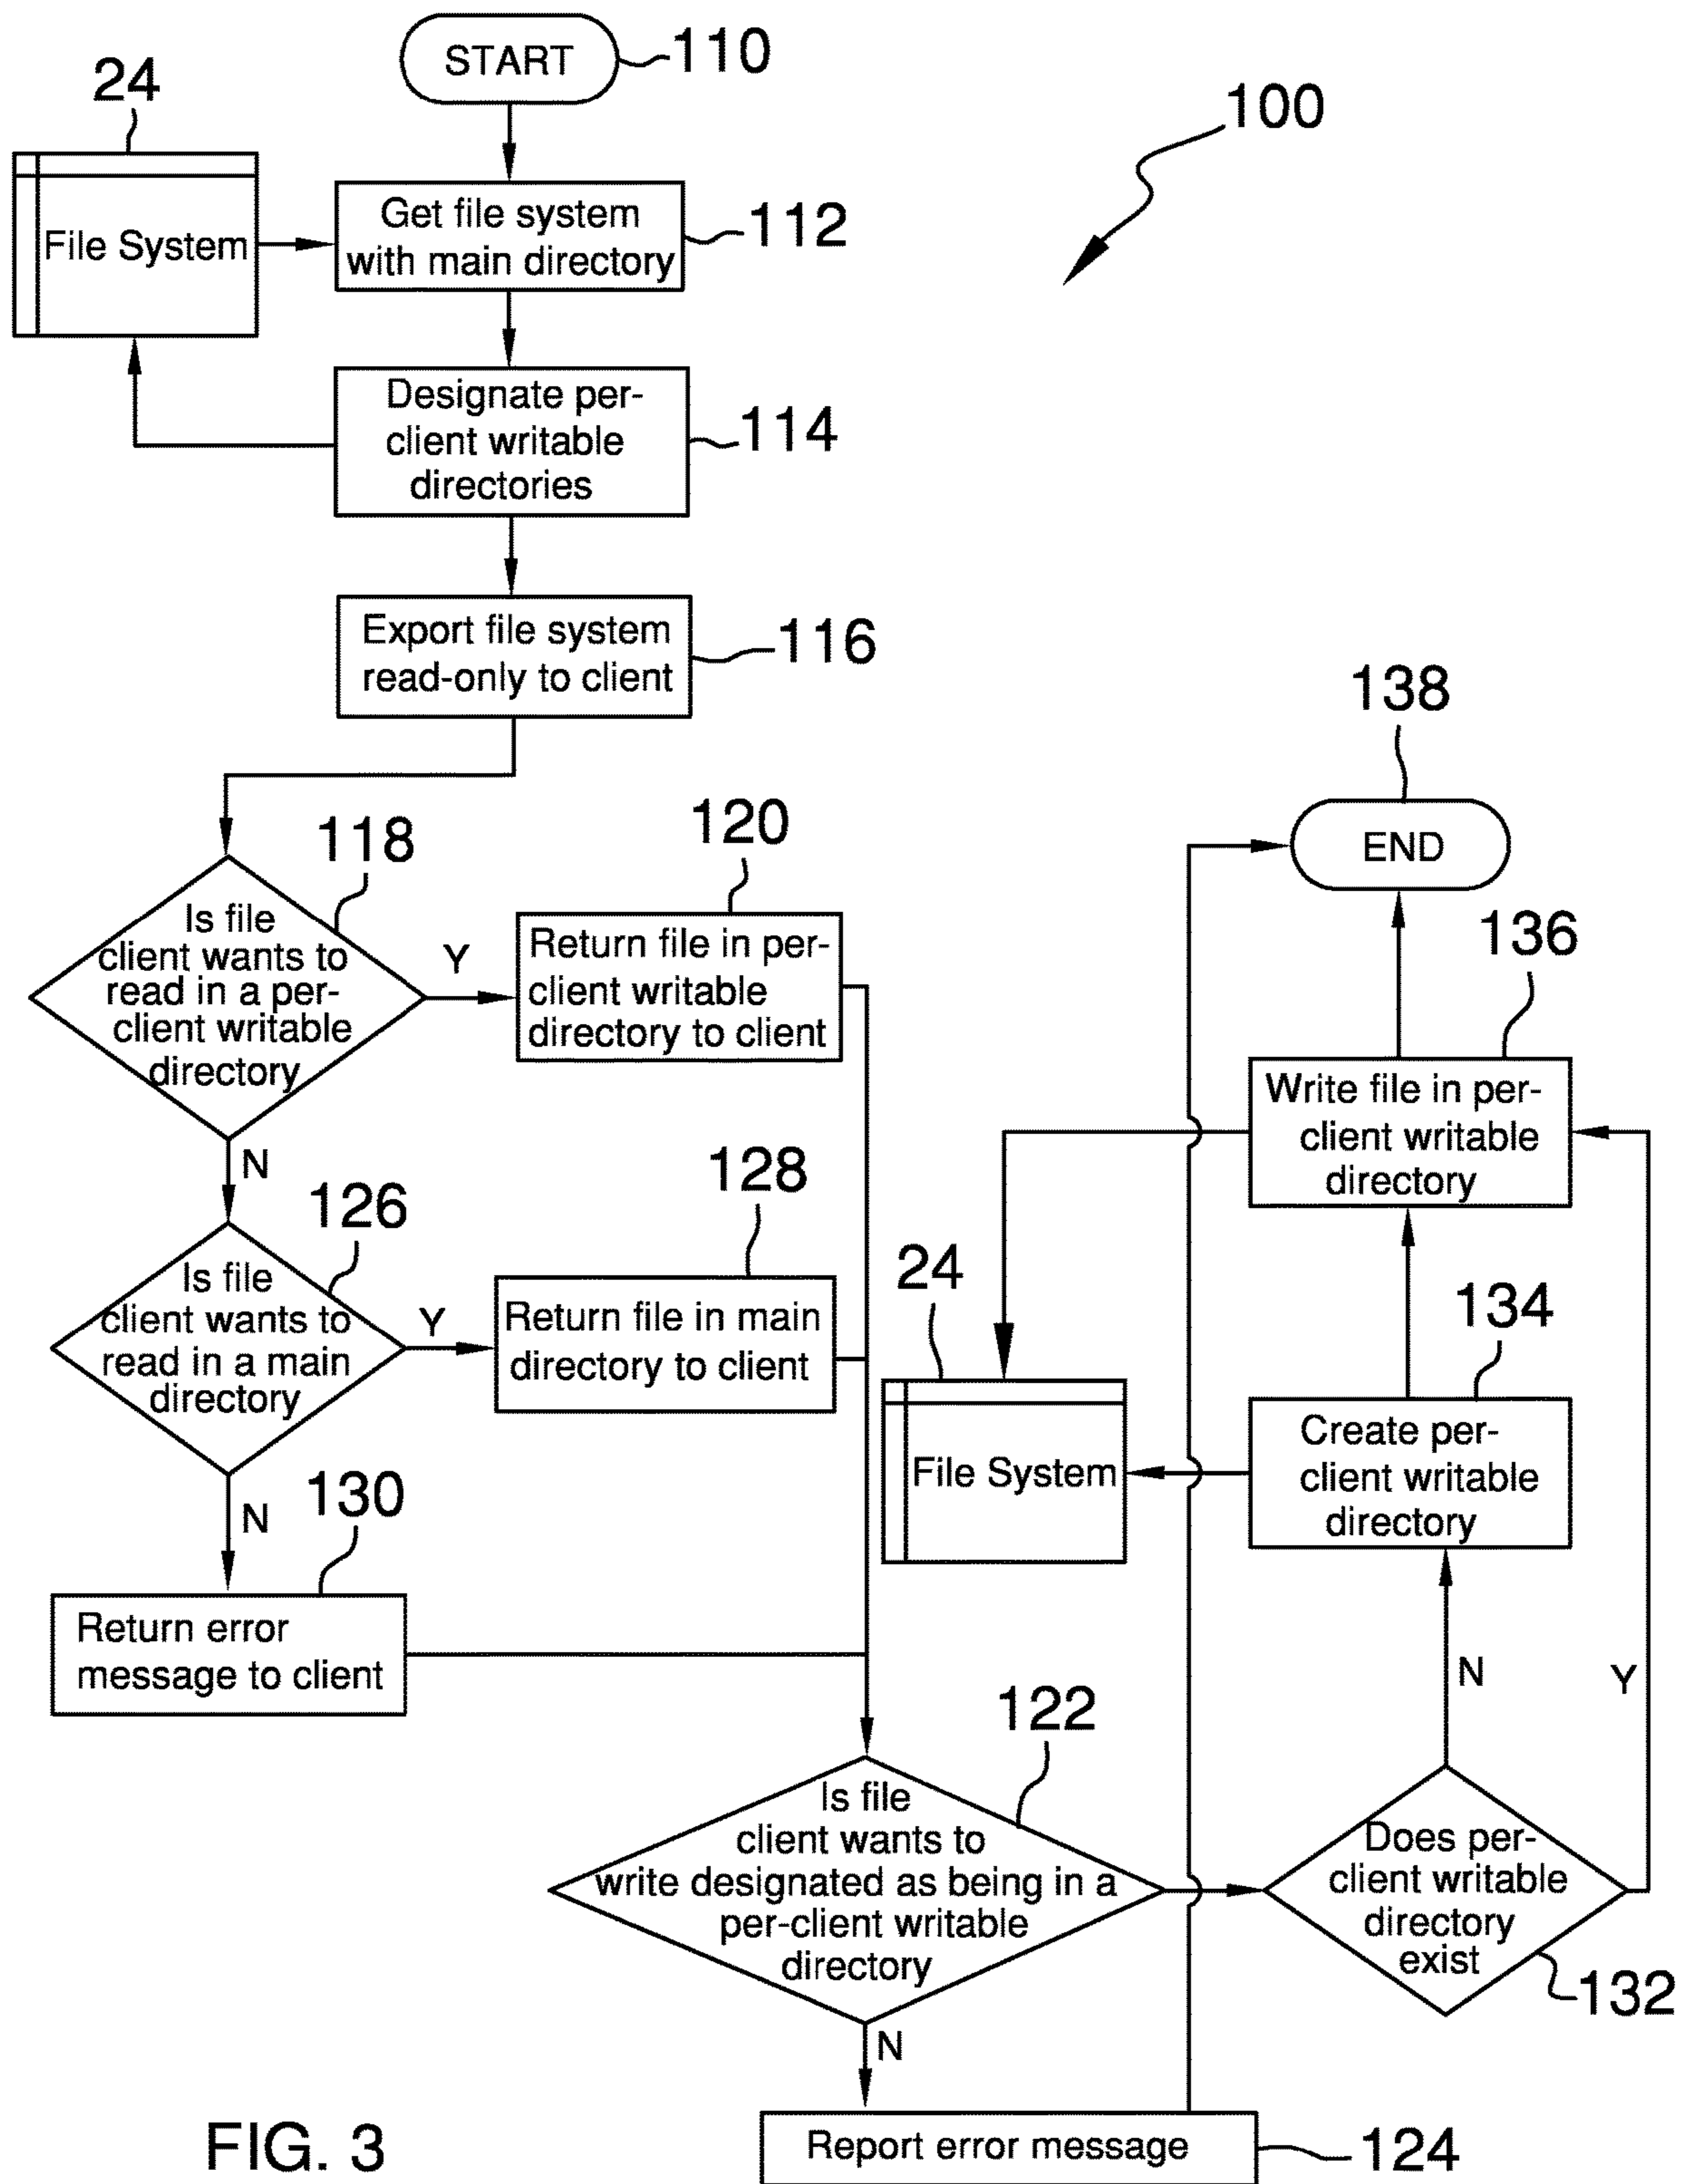 START
110
24
100
File System
Get file system
with main directory
112
Designate per-
client writable
directories
114
Export file system
read-only to client
116
138
END
118
Is file
client wants to
read in a per-
client writable
directory
Y
120
Return file in per-
client writable
directory to client
136
Write file in per-
client writable
directory
N
126
Is file
client wants to
read in a main
directory
Y
128
Return file in main
directory to client
24
File System
134
Create per-
client writable
directory
N
130
Return error
message to client
N
Y
122
Is file
client wants to
write designated as being in a
per-client writable
directory
Does per-
client writable
directory
exist
132
N
Report error message
124
FIG. 3